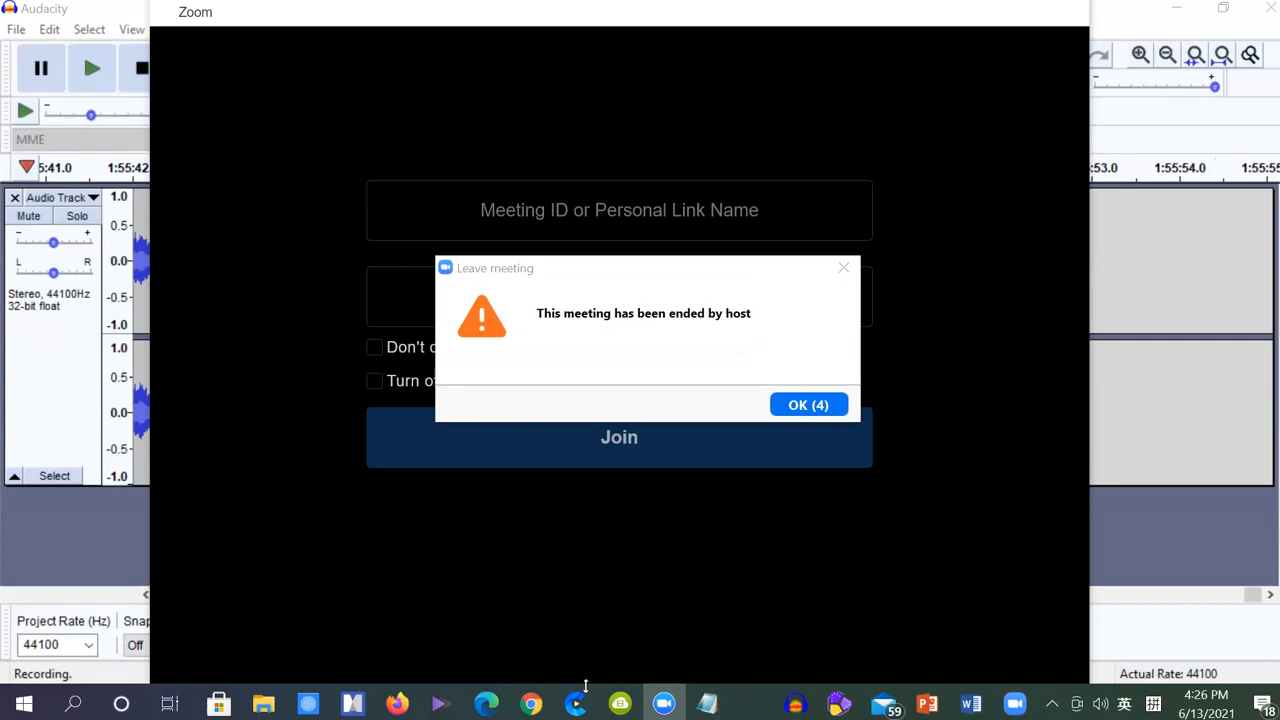 Audacity
Zoom
File Edit Select View
MME
5:41.0 1:55:42
53.0 1:55:54.0 1:55:55
Audio Track
Mute Solo
L R
Stereo, 44100Hz
32-bit float
1.0
0.5
0.0
-0.5
-1.0
1.0
0.5
0.0
-0.5
-1.0
Select
Meeting ID or Personal Link Name
Leave meeting
This meeting has been ended by host
OK (4)
Don't
Turn
Join
Project Rate (Hz) Snap
44100 Off
Recording.
Actual Rate: 44100
59
英 拼
4:26 PM
6/13/2021
18